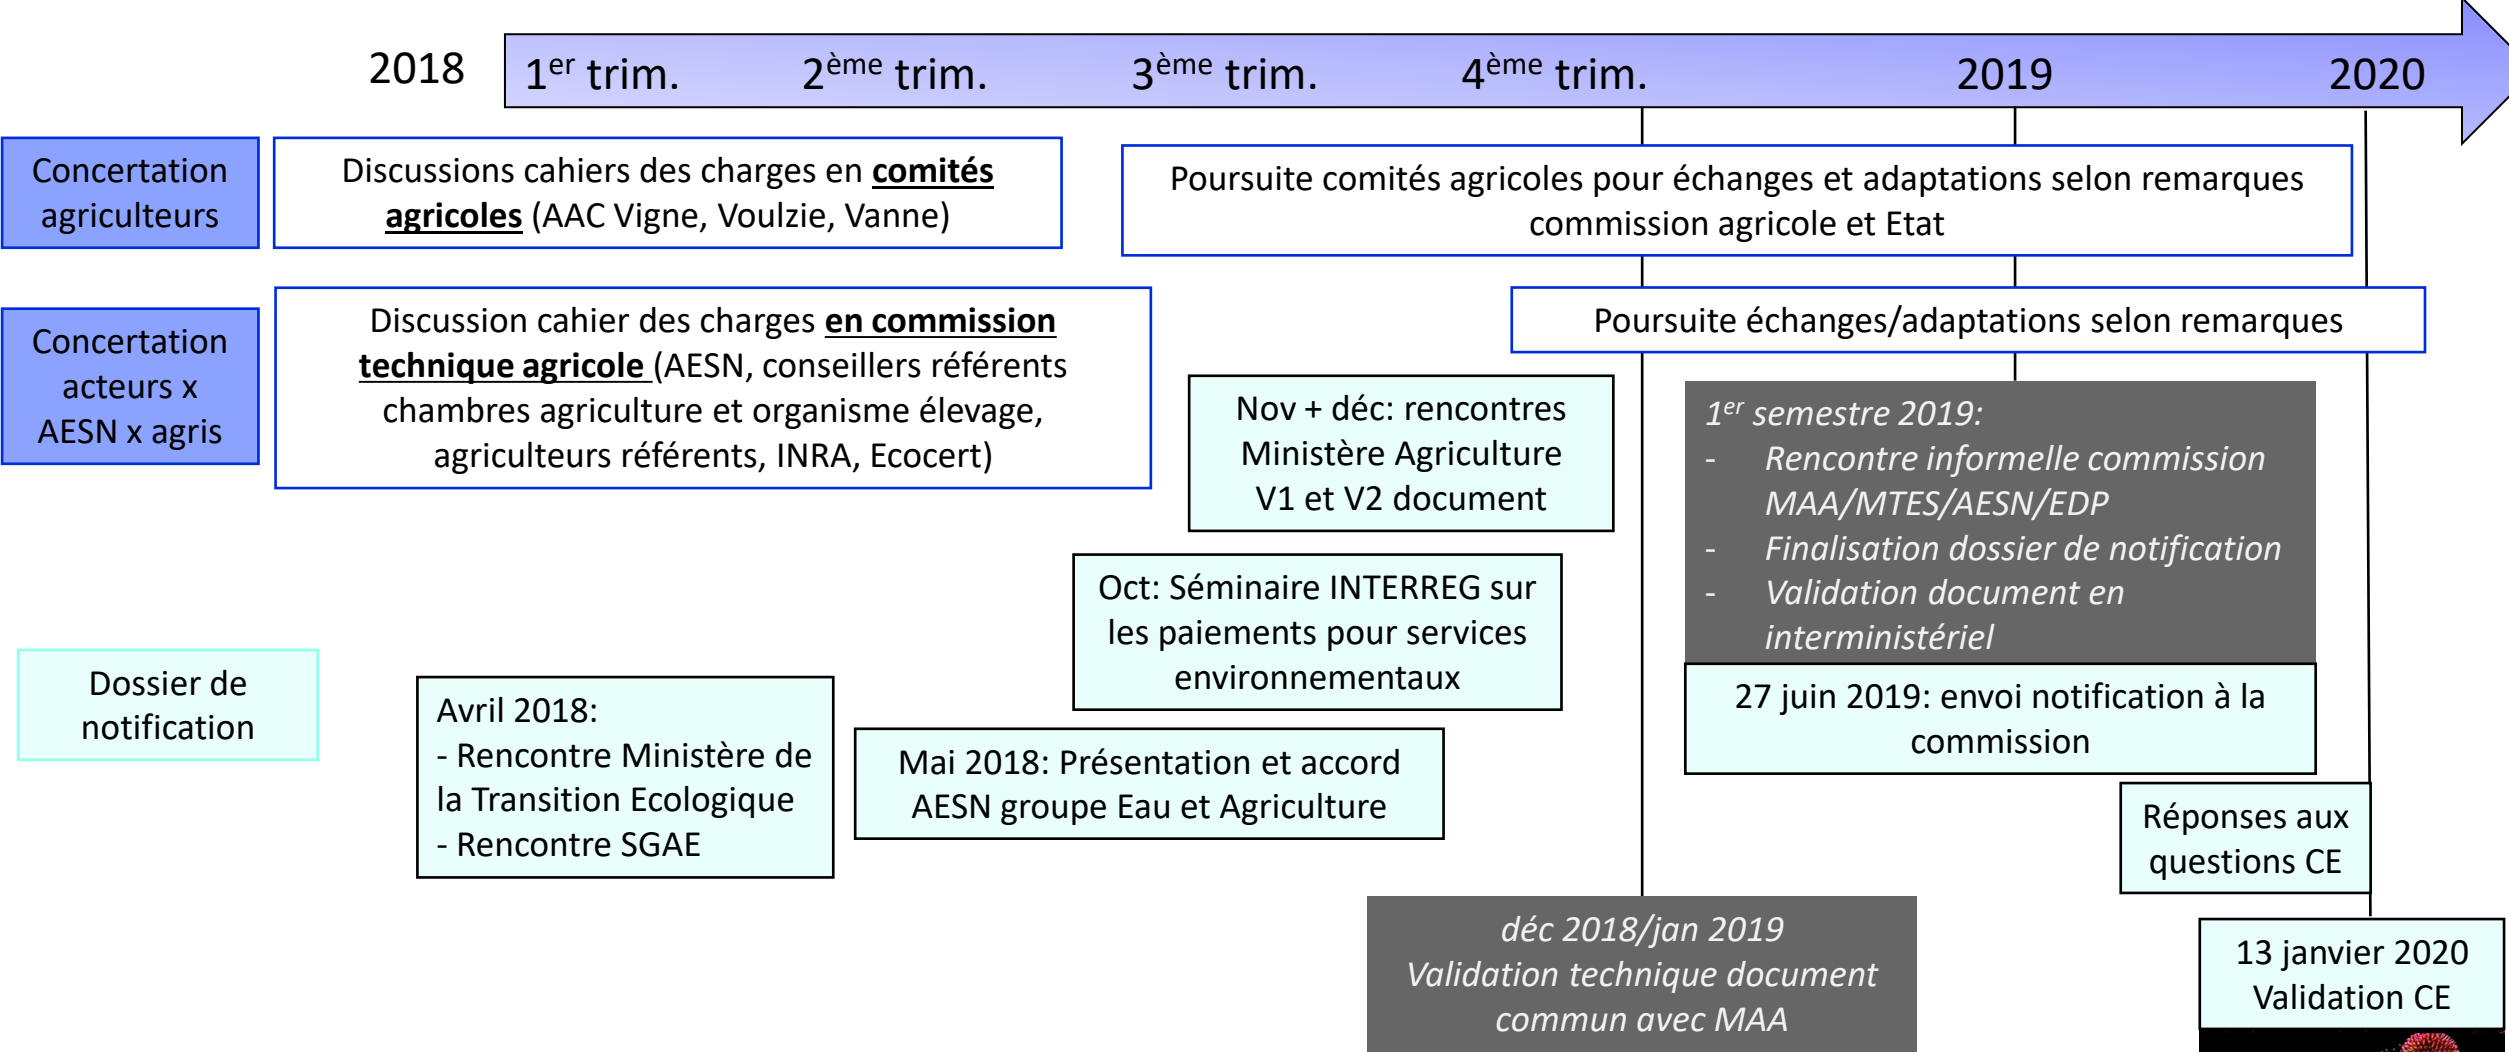 2018
1er trim.
2ème trim.
3ème trim.
4ème trim.
2019
2020
Concertation
agriculteurs
Discussions cahiers des charges en comités
agricoles (AAC Vigne, Voulzie, Vanne)
Poursuite comités agricoles pour échanges et adaptations selon remarques
commission agricole et Etat
Concertation
acteurs x
AESN x agris
Discussion cahier des charges en commission
technique agricole (AESN, conseillers référents
chambres agriculture et organisme élevage,
agriculteurs référents, INRA, Ecocert)
Poursuite échanges/adaptations selon remarques
Nov + déc: rencontres
Ministère Agriculture
V1 et V2 document
1er semestre 2019:
- Rencontre informelle commission
MAA/MTES/AESN/EDP
- Finalisation dossier de notification
- Validation document en
interministériel
Oct: Séminaire INTERREG sur
les paiements pour services
environnementaux
Dossier de
notification
Avril 2018:
- Rencontre Ministère de
la Transition Ecologique
- Rencontre SGAE
Mai 2018: Présentation et accord
AESN groupe Eau et Agriculture
27 juin 2019: envoi notification à la
commission
Réponses aux
questions CE
déc 2018/jan 2019
Validation technique document
commun avec MAA
13 janvier 2020
Validation CE